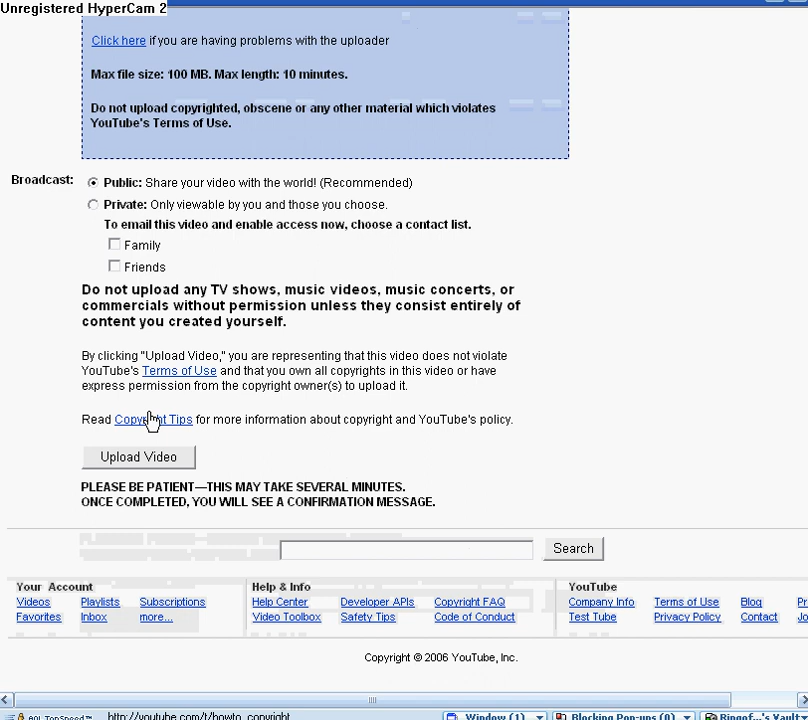 Unregistered HyperCam 2
Click here if you are having problems with the uploader
Max file size: 100 MB. Max length: 10 minutes.
Do not upload copyrighted, obscene or any other material which violates
YouTube's Terms of Use.
Broadcast: Public: Share your video with the world! (Recommended)
Private: Only viewable by you and those you choose.
To email this video and enable access now, choose a contact list.
Family
Friends
Do not upload any TV shows, music videos, music concerts, or
commercials without permission unless they consist entirely of
content you created yourself.
By clicking "Upload Video," you are representing that this video does not violate
YouTube's Terms of Use and that you own all copyrights in this video or have
express permission from the copyright owner(s) to upload it.
Read Copyright Tips for more information about copyright and YouTube's policy.
Upload Video
PLEASE BE PATIENT—THIS MAY TAKE SEVERAL MINUTES.
ONCE COMPLETED, YOU WILL SEE A CONFIRMATION MESSAGE.
Search
Your Account Help & Info YouTube
Videos Playlists Subscriptions Help Center Developer APIs Copyright FAQ Company Info Terms of Use Blog Pr
Favorites Inbox more... Video Toolbox Safety Tips Code of Conduct Test Tube Privacy Policy Contact Jo
Copyright © 2006 YouTube, Inc.
AOL TopSpeed™ http://youtube.com/t/howto_copyright Window (1) Blocking Pop-ups (0) Ringof...'s Vault